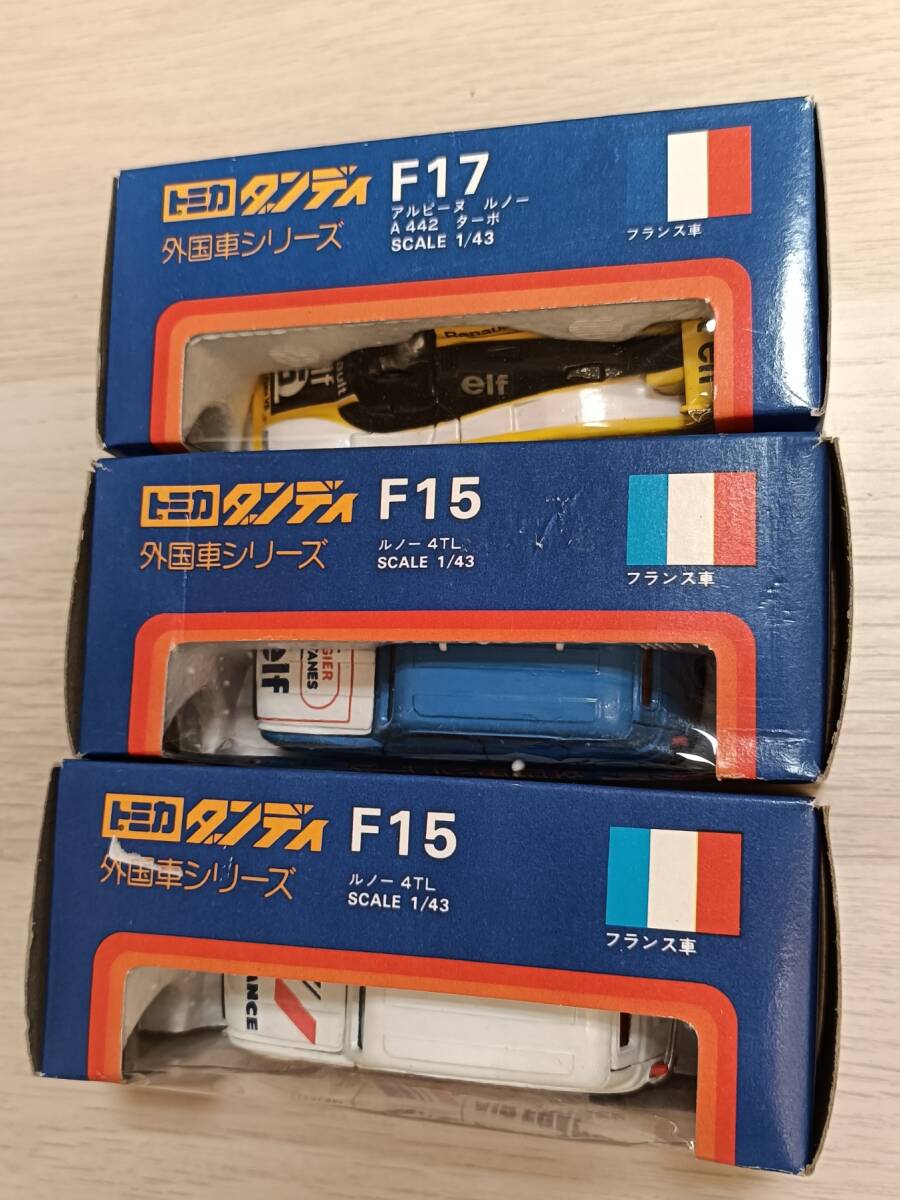 トミカ ダンディ F17
外国車シリーズ
アルピーヌ ルノー
A442 ターボ
SCALE 1/43
フランス車
elf
elf
elf
トミカ ダンディ F15
外国車シリーズ
ルノー 4TL
SCALE 1/43
フランス車
elf
トミカ ダンディ F15
外国車シリーズ
ルノー 4TL
SCALE 1/43
フランス車